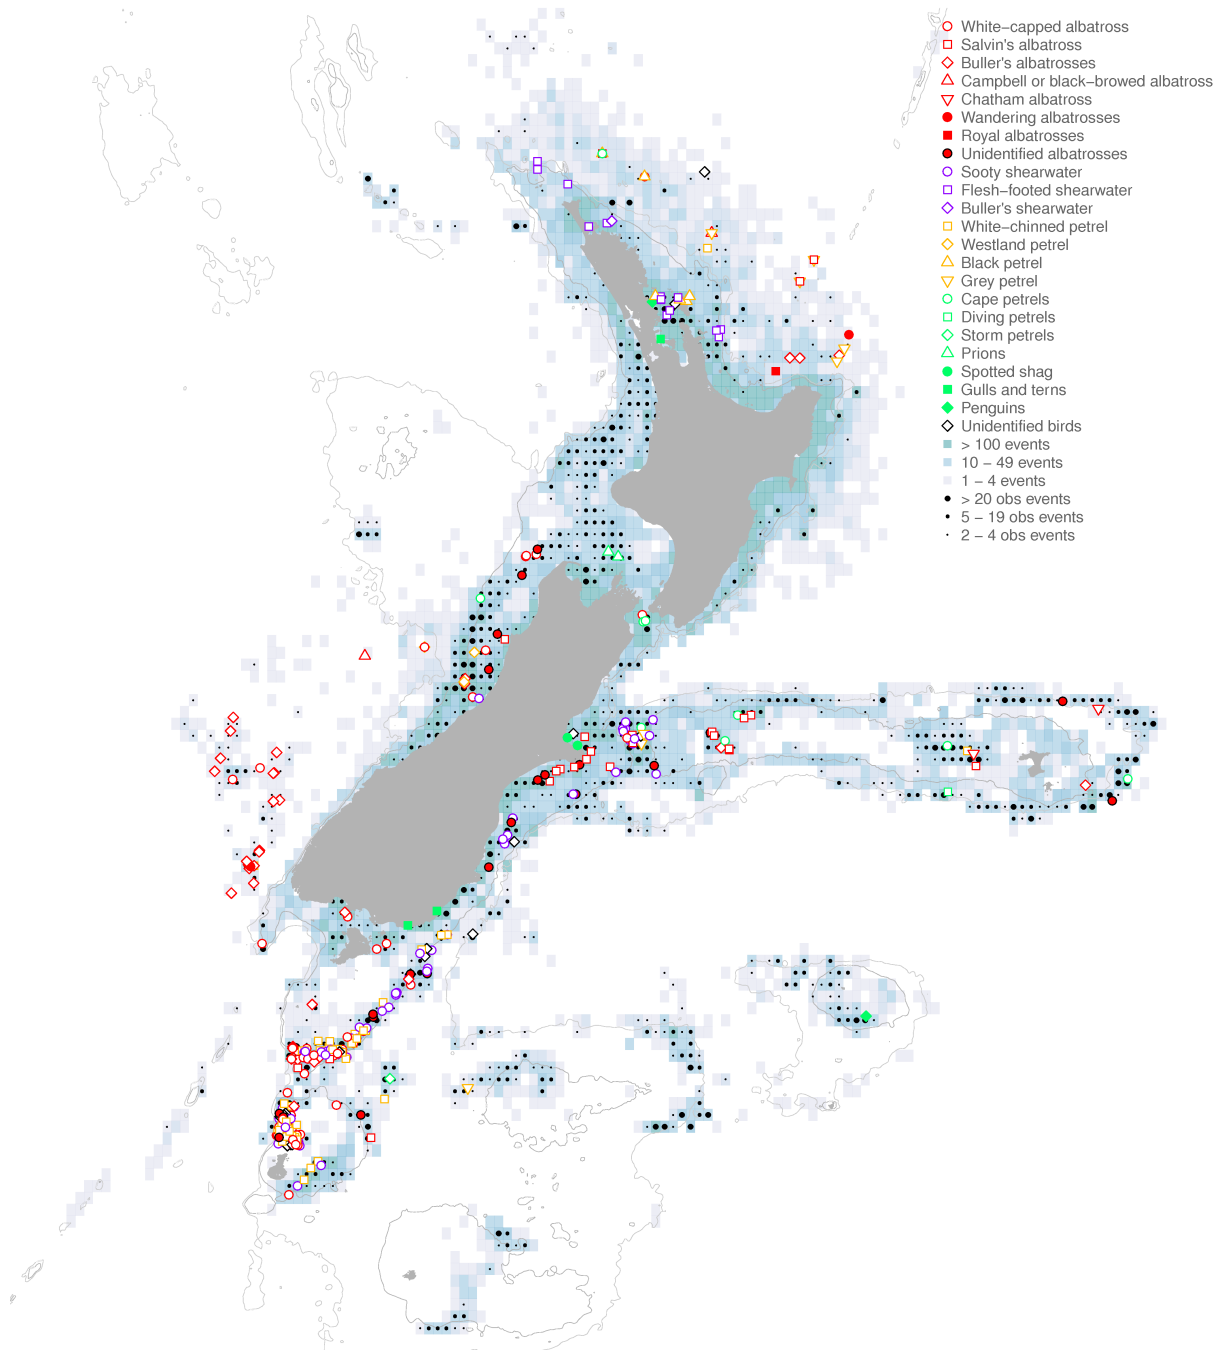 White−capped albatross
Salvin's albatross
Buller's albatrosses
Campbell or black−browed albatross
Chatham albatross
Wandering albatrosses
Royal albatrosses
Unidentified albatrosses
Sooty shearwater
Flesh−footed shearwater
Buller's shearwater
White−chinned petrel
Westland petrel
Black petrel
Grey petrel
Cape petrels
Diving petrels
Storm petrels
Prions
Spotted shag
Gulls and terns
Penguins
Unidentified birds
> 100 events
10 − 49 events
1 − 4 events
> 20 obs events
5 − 19 obs events
2 − 4 obs events